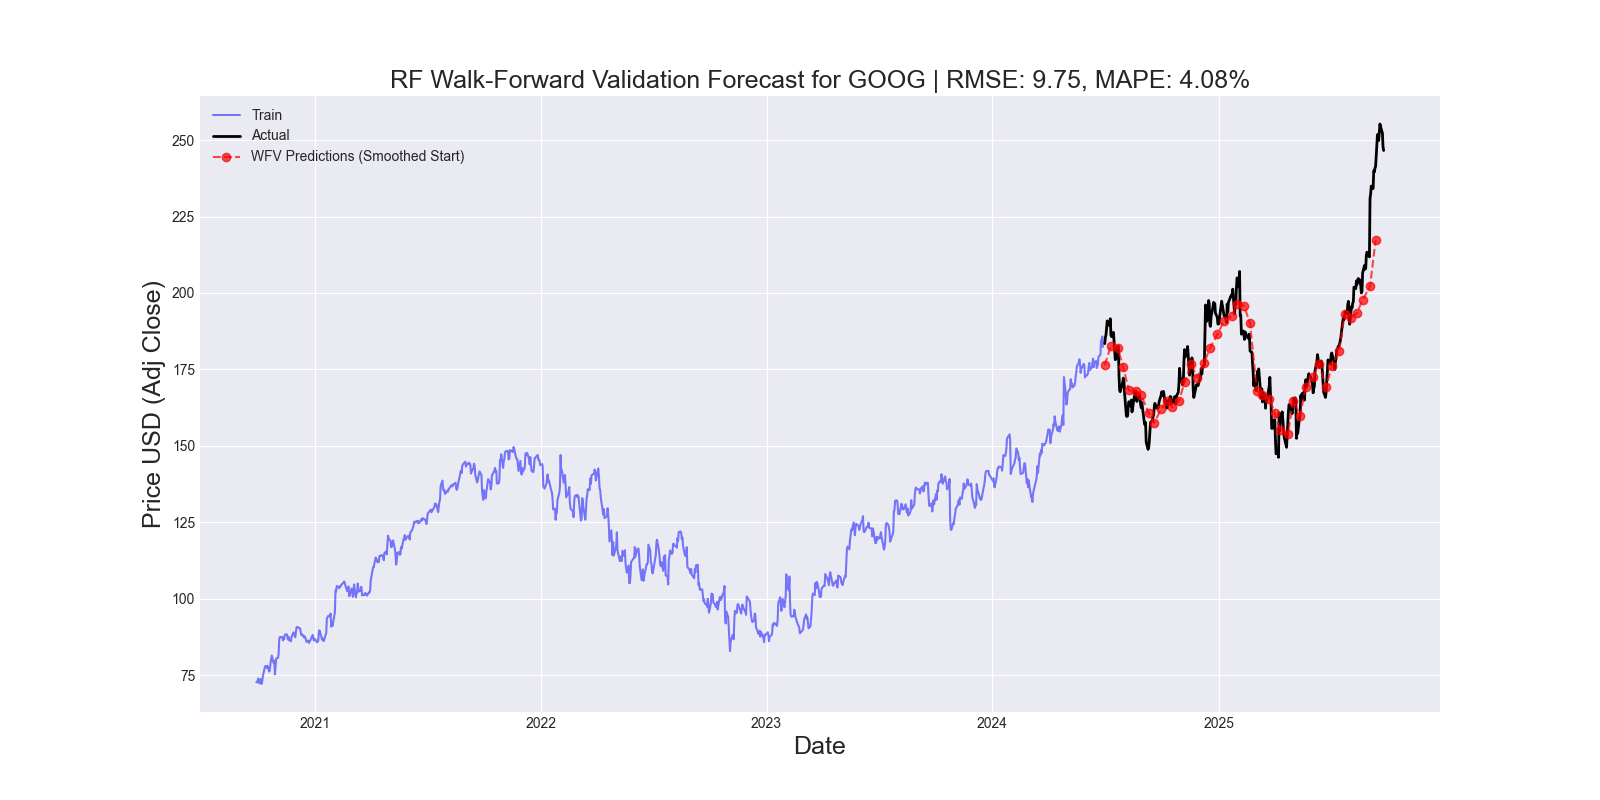 RF Walk-Forward Validation Forecast for GOOG | RMSE: 9.75, MAPE: 4.08%
Train
Actual
WFV Predictions (Smoothed Start)
Price USD (Adj Close)
250
225
200
175
150
125
100
75
2021
2022
2023
2024
2025
Date